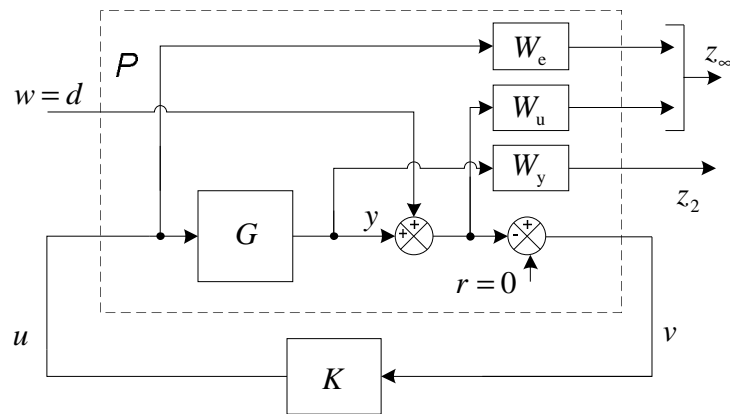 P
W_e
z_∞
w = d
W_u
W_y
z_2
G
y
+
+
-
+
r = 0
u
v
K